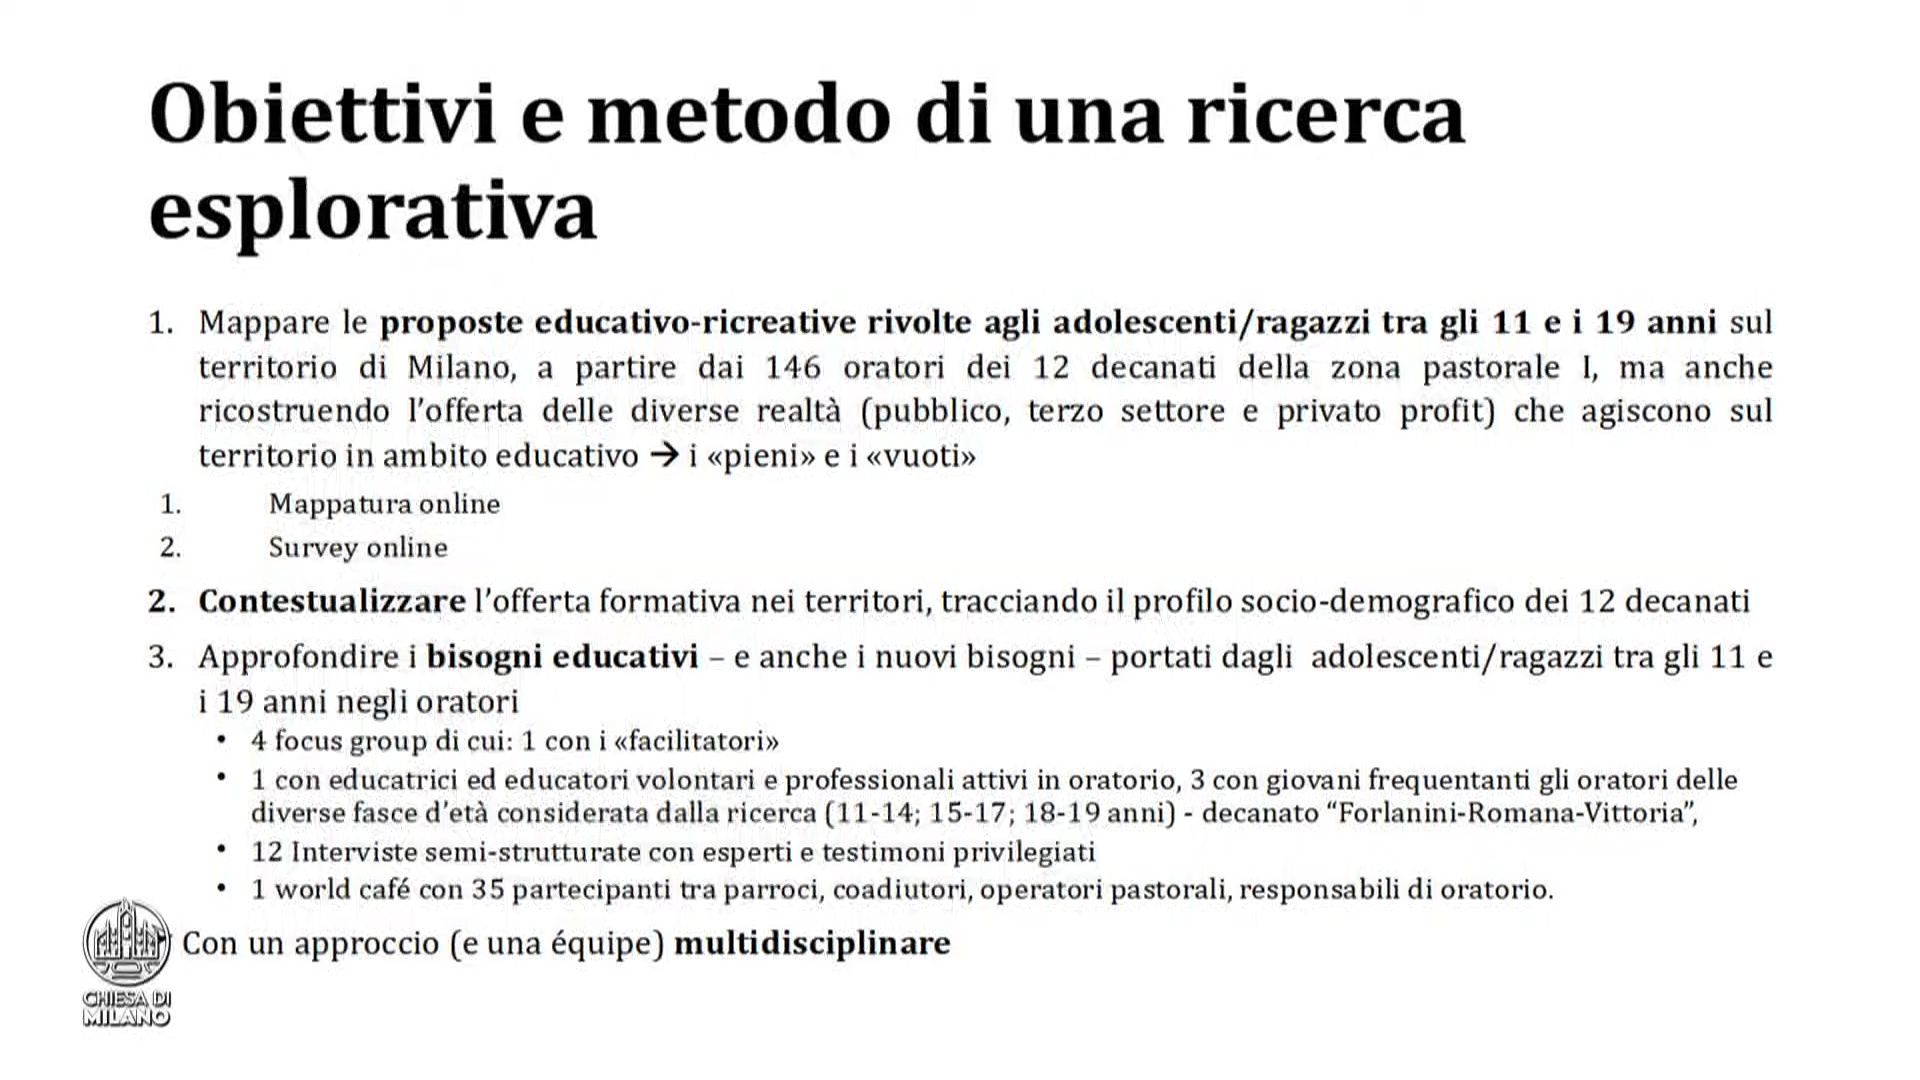 Obiettivi e metodo di una ricerca
esplorativa
1. Mappare le proposte educativo-ricreative rivolte agli adolescenti/ragazzi tra gli 11 e i 19 anni sul
territorio di Milano, a partire dai 146 oratori dei 12 decanati della zona pastorale I, ma anche
ricostruendo l’offerta delle diverse realtà (pubblico, terzo settore e privato profit) che agiscono sul
territorio in ambito educativo → i «pieni» e i «vuoti»
1. Mappatura online
2. Survey online
2. Contestualizzare l’offerta formativa nei territori, tracciando il profilo socio-demografico dei 12 decanati
3. Approfondire i bisogni educativi – e anche i nuovi bisogni – portati dagli adolescenti/ragazzi tra gli 11 e
i 19 anni negli oratori
• 4 focus group di cui: 1 con i «facilitatori»
• 1 con educatrici ed educatori volontari e professionali attivi in oratorio, 3 con giovani frequentanti gli oratori delle
diverse fasce d’età considerata dalla ricerca (11-14; 15-17; 18-19 anni) - decanato “Forlanini-Romana-Vittoria”,
• 12 Interviste semi-strutturate con esperti e testimoni privilegiati
• 1 world café con 35 partecipanti tra parroci, coadiutori, operatori pastorali, responsabili di oratorio.
Con un approccio (e una équipe) multidisciplinare
CHIESA DI
MILANO